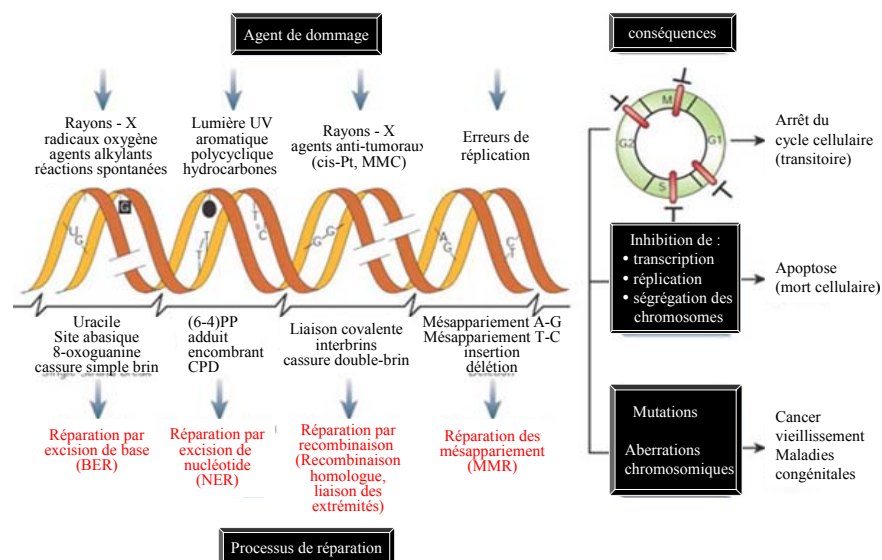 Agent de dommage
Rayons - X
radicaux oxygène
agents alkylants
réactions spontanées
Lumière UV
aromatique
polycyclique
hydrocarbones
Rayons - X
agents anti-tumoraux
(cis-Pt, MMC)
Erreurs de
réplication
U G
G
T T
T C
G G
A G
C T
Uracile
Site abasique
8-oxoguanine
cassure simple brin
(6-4)PP
adduit
encombrant
CPD
Liaison covalente
interbrins
cassure double-brin
Mésappariement A-G
Mésappariement T-C
insertion
délétion
Réparation par
excision de base
(BER)
Réparation par
excision de
nucléotide
(NER)
Réparation par
recombinaison
(Recombinaison
homologue,
liaison des
extrémités)
Réparation des
mésappariement
(MMR)
Processus de réparation
conséquences
M
G1
S
G2
Arrêt du
cycle cellulaire
(transitoire)
Inhibition de :
• transcription
• réplication
• ségrégation des
chromosomes
Apoptose
(mort cellulaire)
Mutations
Aberrations
chromosomiques
Cancer
vieillissement
Maladies
congénitales